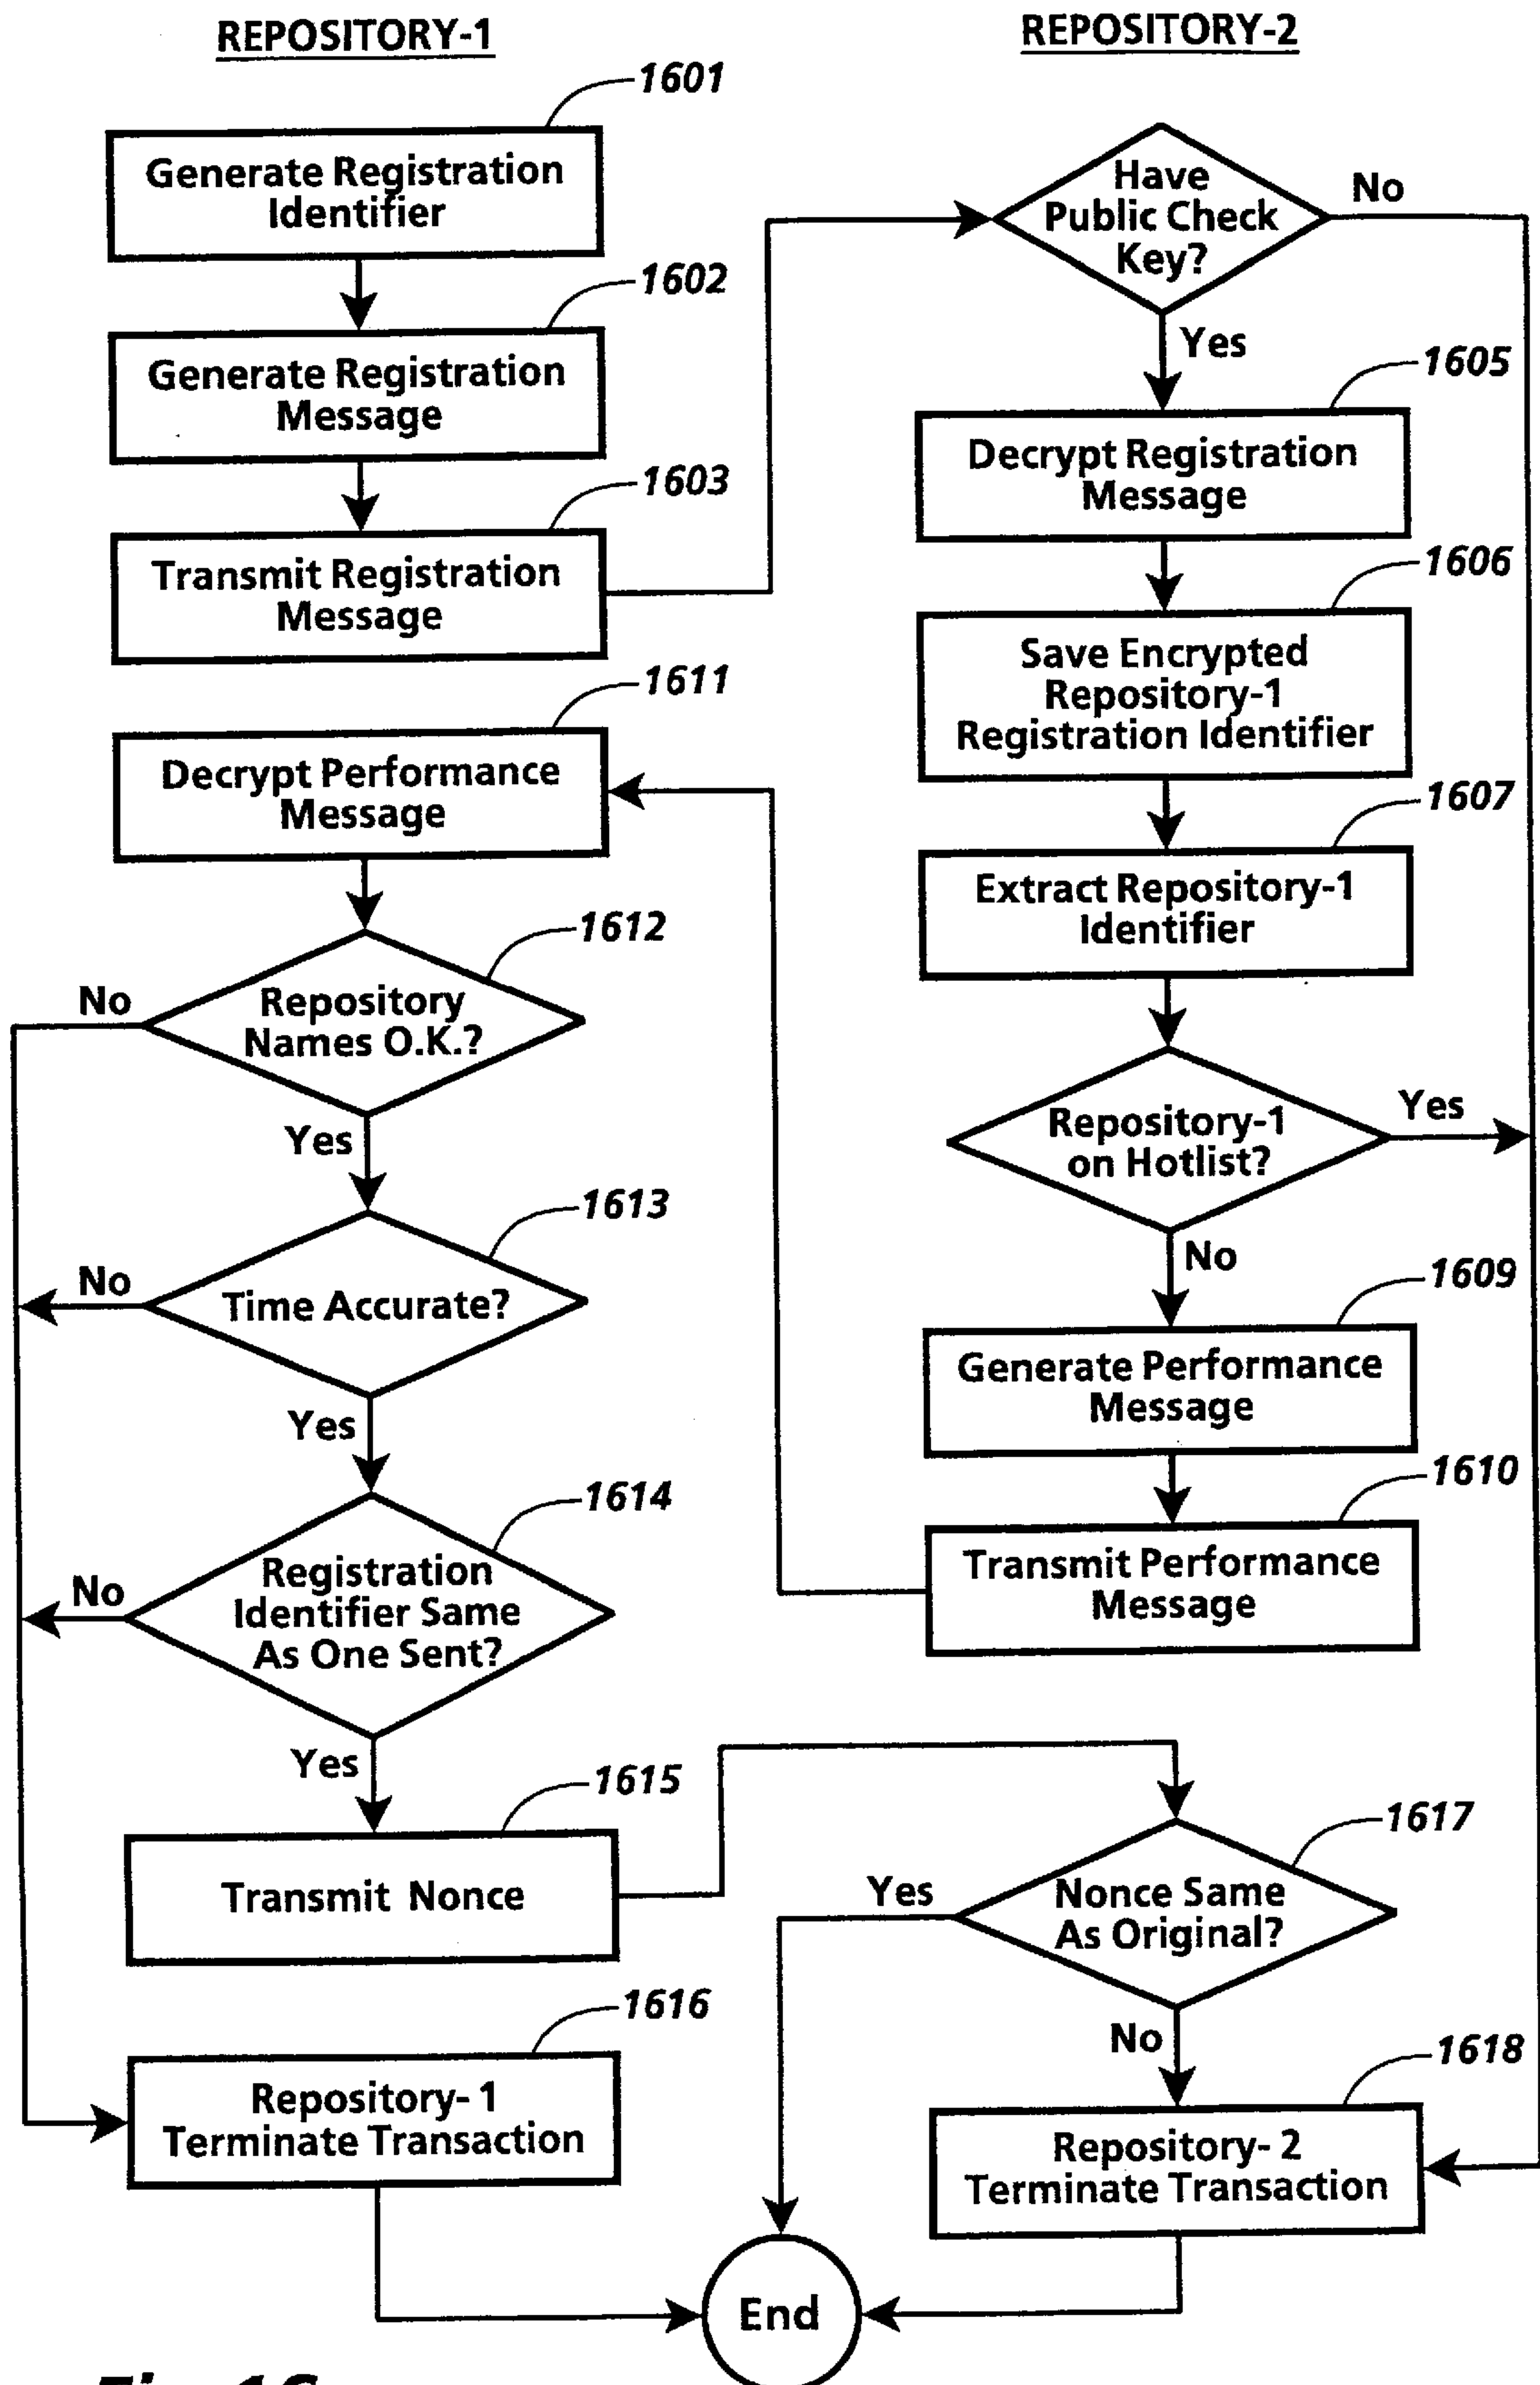 REPOSITORY-1
1601
Generate Registration
Identifier
1602
Generate Registration
Message
1603
Transmit Registration
Message
1611
Decrypt Performance
Message
1612
No
Repository
Names O.K.?
Yes
1613
No
Time Accurate?
Yes
1614
No
Registration
Identifier Same
As One Sent?
Yes
1615
Transmit Nonce
1616
Repository- 1
Terminate Transaction
REPOSITORY-2
Have
Public Check
Key?
No
Yes
1605
Decrypt Registration
Message
1606
Save Encrypted
Repository-1
Registration Identifier
1607
Extract Repository-1
Identifier
Repository-1
on Hotlist?
Yes
No
1609
Generate Performance
Message
1610
Transmit Performance
Message
1617
Yes
Nonce Same
As Original?
No
1618
Repository- 2
Terminate Transaction
End